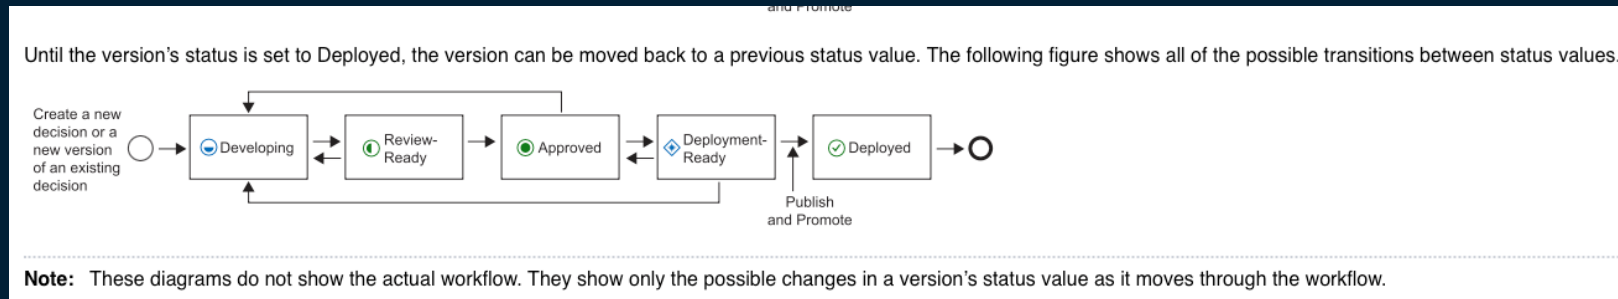 and Promote
Until the version's status is set to Deployed, the version can be moved back to a previous status value. The following figure shows all of the possible transitions between status values.
Create a new
decision or a
new version
of an existing
decision
Developing
Review-
Ready
Approved
Deployment-
Ready
Deployed
Publish
and Promote
Note: These diagrams do not show the actual workflow. They show only the possible changes in a version's status value as it moves through the workflow.